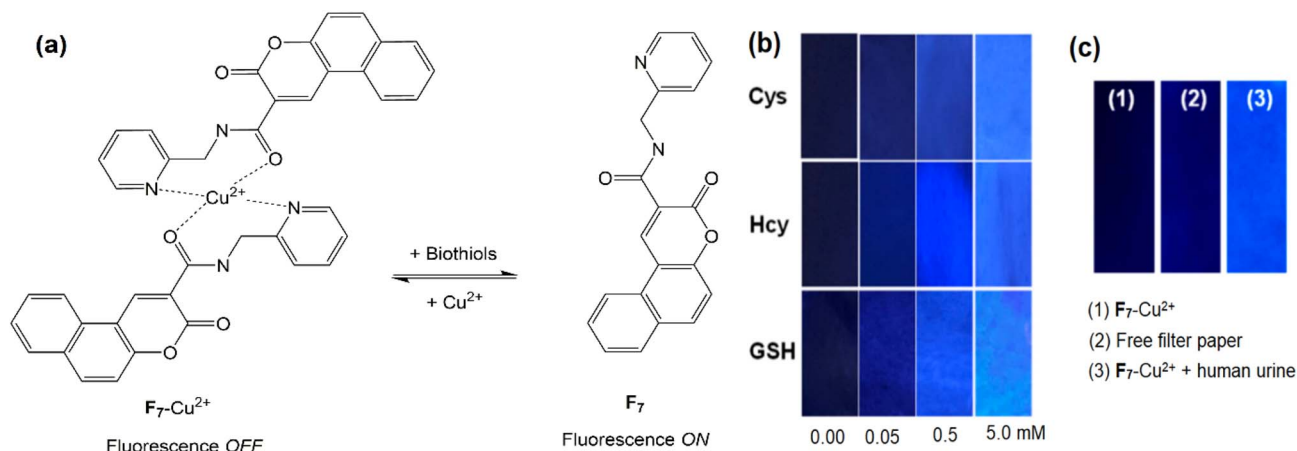 (a)
O
O
NH
O
N
Cu²⁺
N
O
N
H
O
O
F₇-Cu²⁺
Fluorescence OFF
+ Biothiols
+ Cu²⁺
N
N
H
O
O
O
F₇
Fluorescence ON
(b)
Cys
Hcy
GSH
0.00 0.05 0.5 5.0 mM
(c)
(1) (2) (3)
(1) F₇-Cu²⁺
(2) Free filter paper
(3) F₇-Cu²⁺ + human urine